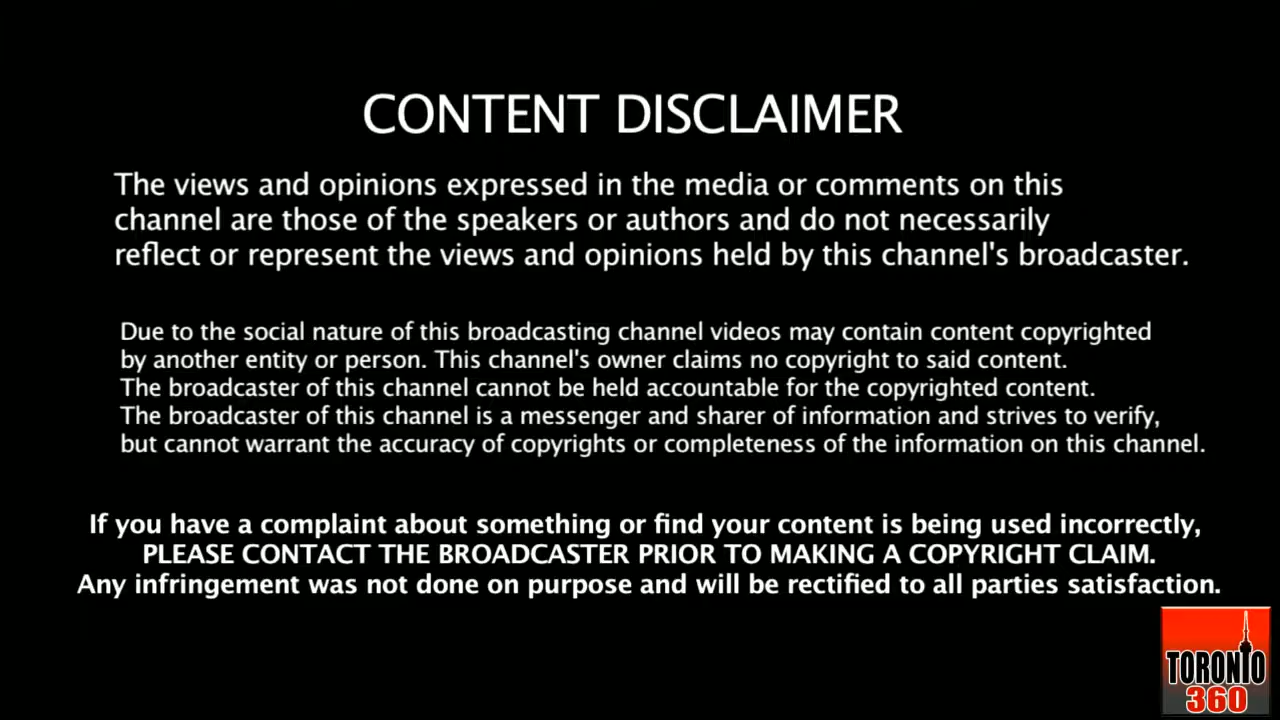 CONTENT DISCLAIMER
The views and opinions expressed in the media or comments on this
channel are those of the speakers or authors and do not necessarily
reflect or represent the views and opinions held by this channel's broadcaster.
Due to the social nature of this broadcasting channel videos may contain content copyrighted
by another entity or person. This channel's owner claims no copyright to said content.
The broadcaster of this channel cannot be held accountable for the copyrighted content.
The broadcaster of this channel is a messenger and sharer of information and strives to verify,
but cannot warrant the accuracy of copyrights or completeness of the information on this channel.
If you have a complaint about something or find your content is being used incorrectly,
PLEASE CONTACT THE BROADCASTER PRIOR TO MAKING A COPYRIGHT CLAIM.
Any infringement was not done on purpose and will be rectified to all parties satisfaction.
TORONTO
360